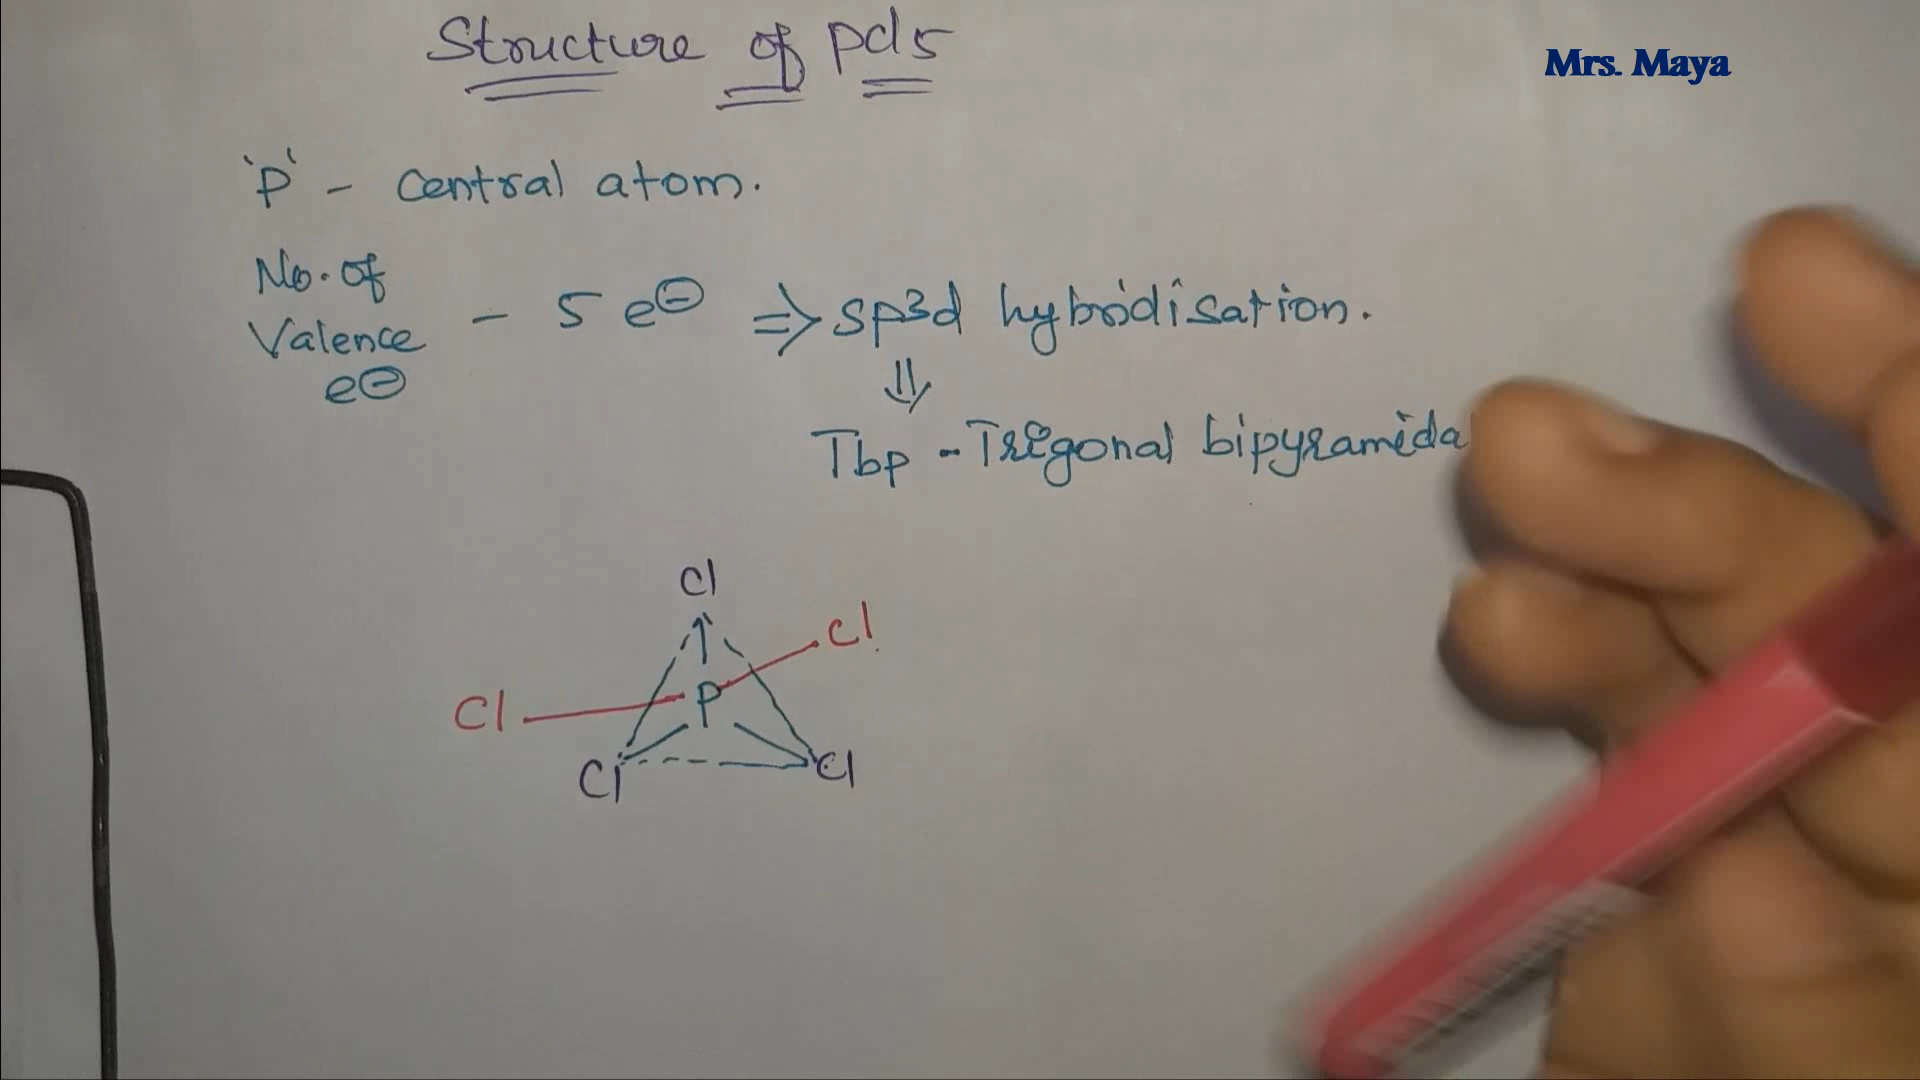 Structure of pcl5
Mrs. Maya
'P' - central atom.
No. of
Valence - 5 e⊖ ⇒ sp3d hybridisation.
e⊖
⇓
Tbp - Trigonal bipyramida
Cl
Cl
P
Cl
Cl
Cl